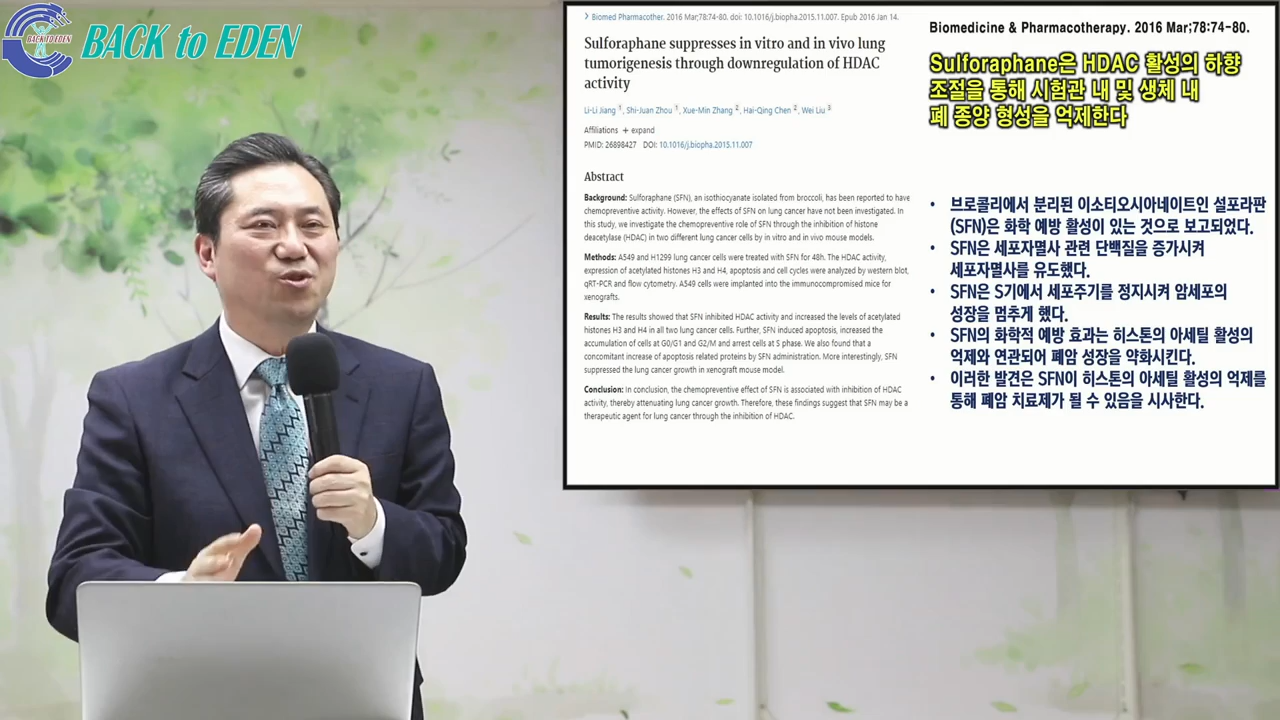 BACK to EDEN
BACK TO EDEN
Biomed Pharmacother. 2016 Mar;78:74-80. doi: 10.1016/j.biopha.2015.11.007. Epub 2016 Jan 14.
Sulforaphane suppresses in vitro and in vivo lung
tumorigenesis through downregulation of HDAC
activity
Li-Li Jiang 1, Shi-Juan Zhou 1, Xue-Min Zhang 2, Hai-Qing Chen 2, Wei Liu 3
Affiliations + expand
PMID: 26898427 DOI: 10.1016/j.biopha.2015.11.007
Abstract
Background: Sulforaphane (SFN), an isothiocyanate isolated from broccoli, has been reported to have
chemopreventive activity. However, the effects of SFN on lung cancer have not been investigated. In
this study, we investigate the chemopreventive role of SFN through the inhibition of histone
deacetylase (HDAC) in two different lung cancer cells by in vitro and in vivo mouse models.
Methods: A549 and H1299 lung cancer cells were treated with SFN for 48h. The HDAC activity,
expression of acetylated histones H3 and H4, apoptosis and cell cycles were analyzed by western blot,
qRT-PCR and flow cytometry. A549 cells were implanted into the immunocompromised mice for
xenografts.
Results: The results showed that SFN inhibited HDAC activity and increased the levels of acetylated
histones H3 and H4 in all two lung cancer cells. Further, SFN induced apoptosis, increased the
accumulation of cells at G0/G1 and G2/M and arrest cells at S phase. We also found that a
concomitant increase of apoptosis related proteins by SFN administration. More interestingly, SFN
suppressed the lung cancer growth in xenograft mouse model.
Conclusion: In conclusion, the chemopreventive effect of SFN is associated with inhibition of HDAC
activity, thereby attenuating lung cancer growth. Therefore, these findings suggest that SFN may be a
therapeutic agent for lung cancer through the inhibition of HDAC.
Biomedicine & Pharmacotherapy. 2016 Mar;78:74-80.
Sulforaphane은 HDAC 활성의 하향
조절을 통해 시험관 내 및 생체 내
폐 종양 형성을 억제한다
• 브로콜리에서 분리된 이소티오시아네이트인 설포라판
(SFN)은 화학 예방 활성이 있는 것으로 보고되었다.
• SFN은 세포자멸사 관련 단백질을 증가시켜
세포자멸사를 유도했다.
• SFN은 S기에서 세포주기를 정지시켜 암세포의
성장을 멈추게 했다.
• SFN의 화학적 예방 효과는 히스톤의 아세틸 활성의
억제와 연관되어 폐암 성장을 약화시킨다.
• 이러한 발견은 SFN이 히스톤의 아세틸 활성의 억제를
통해 폐암 치료제가 될 수 있음을 시사한다.